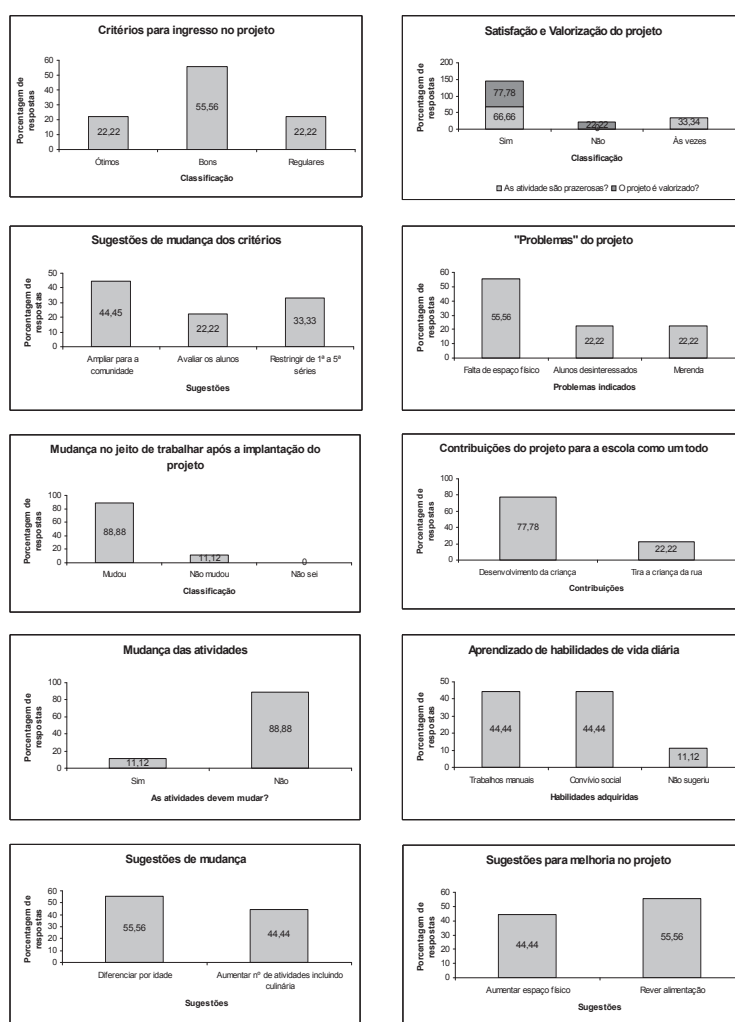 Critérios para ingresso no projeto
Porcentagem de
respostas
60
50
40
30
20
10
0
22,22
55,56
22,22
Ótimos
Bons
Regulares
Classificação
Satisfação e Valorização do projeto
Porcentagem de
respostas
200
150
100
50
0
77,78
66,66
22,22
0
33,34
Sim
Não
Às vezes
Classificação
As atividade são prazerosas?
O projeto é valorizado?
Sugestões de mudança dos critérios
Porcentagem de
respostas
50
40
30
20
10
0
44,45
22,22
33,33
Ampliar para a
comunidade
Avaliar os alunos
Restringir de 1ª a 5ª
séries
Sugestões
"Problemas" do projeto
Porcentagem de
respostas
60
50
40
30
20
10
0
55,56
22,22
22,22
Falta de espaço físico
Alunos desinteressados
Merenda
Problemas indicados
Mudança no jeito de trabalhar após a implantação do
projeto
Porcentagem de
respostas
100
80
60
40
20
0
88,88
11,12
0
Mudou
Não mudou
Não sei
Classificação
Contribuições do projeto para a escola como um todo
Porcentagem de
respostas
100
80
60
40
20
0
77,78
22,22
Desenvolvimento da criança
Tira a criança da rua
Contribuições
Mudança das atividades
Porcentagem de
respostas
100
80
60
40
20
0
11,12
88,88
Sim
Não
As atividades devem mudar?
Aprendizado de habilidades de vida diária
Porcentagem de
respostas
50
40
30
20
10
0
44,44
44,44
11,12
Trabalhos manuais
Convívio social
Não sugeriu
Habilidades adquiridas
Sugestões de mudança
Porcentagem de
respostas
60
50
40
30
20
10
0
55,56
44,44
Diferenciar por idade
Aumentar nº de atividades incluindo
culinária
Sugestões
Sugestões para melhoria no projeto
Porcentagem de
respostas
60
50
40
30
20
10
0
44,44
55,56
Aumentar espaço físico
Rever alimentação
Sugestões